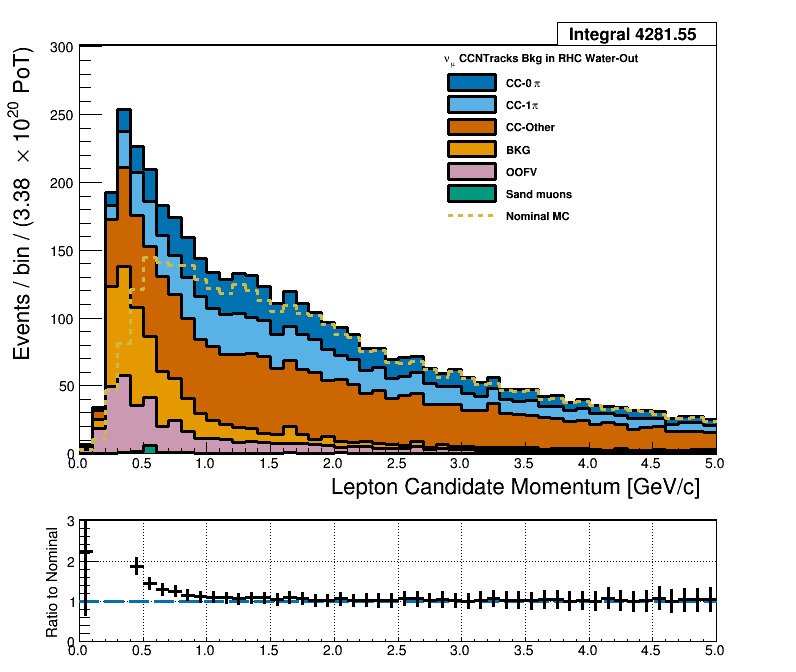 Integral 4281.55
ν_μ CCNTracks Bkg in RHC Water-Out
CC-0 π
CC-1π
CC-Other
BKG
OOFV
Sand muons
Nominal MC
Events / bin / (3.38 × 10^20 PoT)
300
250
200
150
100
50
0
0.0 0.5 1.0 1.5 2.0 2.5 3.0 3.5 4.0 4.5 5.0
Lepton Candidate Momentum [GeV/c]
Ratio to Nominal
3
2
1
0
0.0 0.5 1.0 1.5 2.0 2.5 3.0 3.5 4.0 4.5 5.0